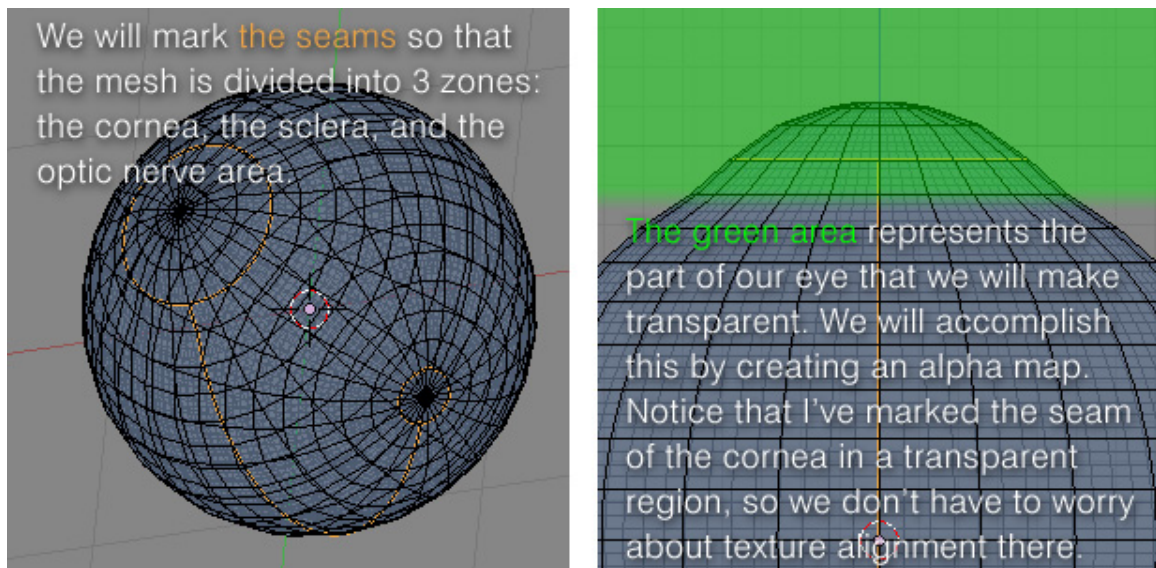 We will mark the seams so that
the mesh is divided into 3 zones:
the cornea, the sclera, and the
optic nerve area.
The green area represents the
part of our eye that we will make
transparent. We will accomplish
this by creating an alpha map.
Notice that I've marked the seam
of the cornea in a transparent
region, so we don't have to worry
about texture alignment there.